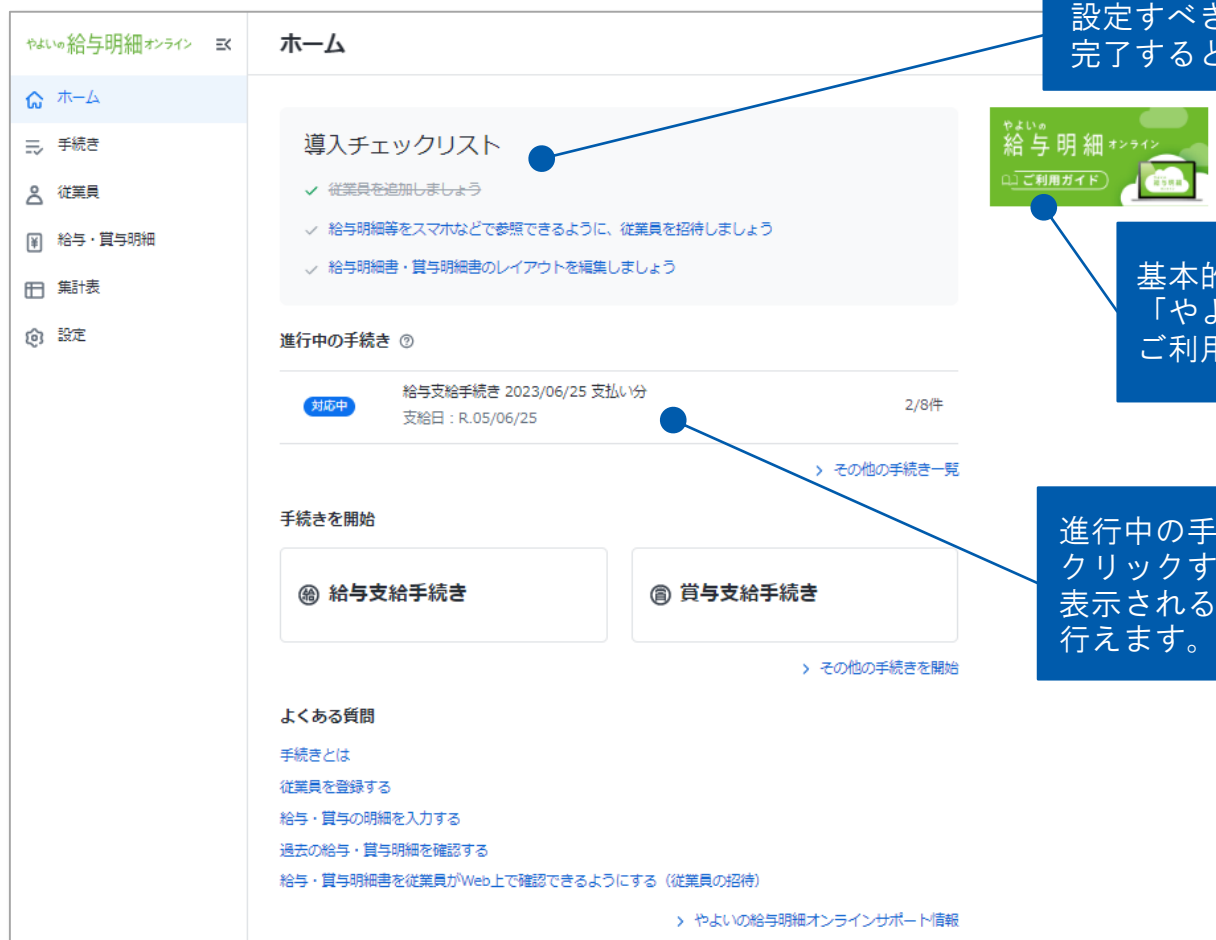 やよいの給与明細オンライン
ホーム
手続き
従業員
給与・賞与明細
集計表
設定
ホーム
導入チェックリスト
従業員を追加しましょう
給与明細等をスマホなどで参照できるように、従業員を招待しましょう
給与明細書・賞与明細書のレイアウトを編集しましょう
進行中の手続き
対応中
給与支給手続き 2023/06/25 支払い分
支給日：R.05/06/25
2/8件
その他の手続き一覧
手続きを開始
給 給与支給手続き
賞 賞与支給手続き
その他の手続きを開始
よくある質問
手続きとは
従業員を登録する
給与・賞与の明細を入力する
過去の給与・賞与明細を確認する
給与・賞与明細書を従業員がWeb上で確認できるようにする（従業員の招待）
やよいの給与明細オンラインサポート情報
設定すべき
完了すると
やよいの
給与明細オンライン
ご利用ガイド
基本的
「やよ
ご利用
進行中の手
クリックす
表示される
行えます。